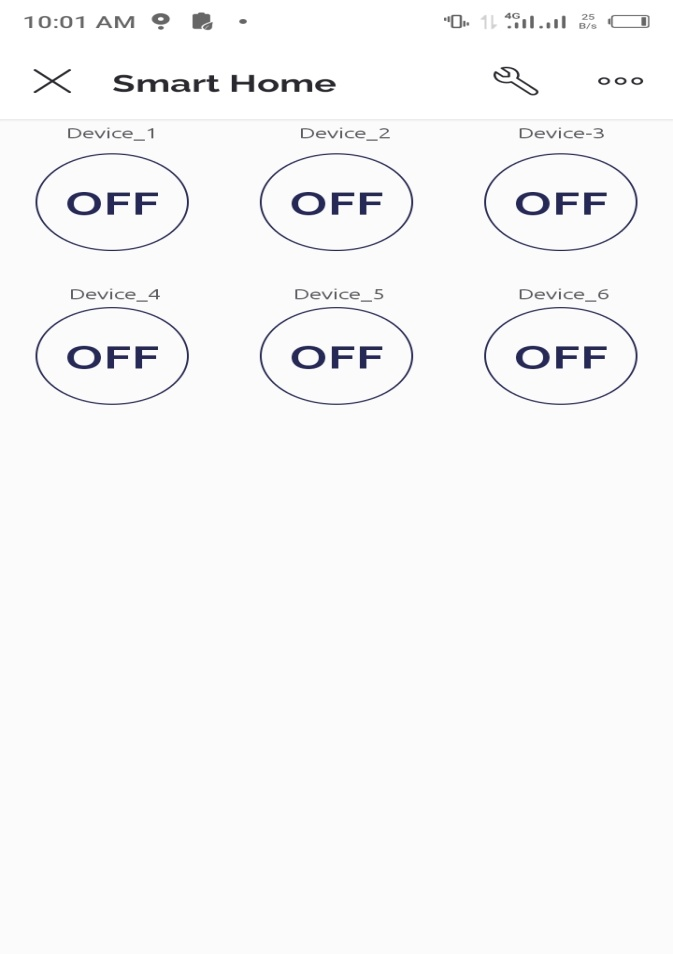 10:01 AM 4G 25 B/s
Smart Home
Device_1 Device_2 Device-3
OFF OFF OFF
Device_4 Device_5 Device_6
OFF OFF OFF